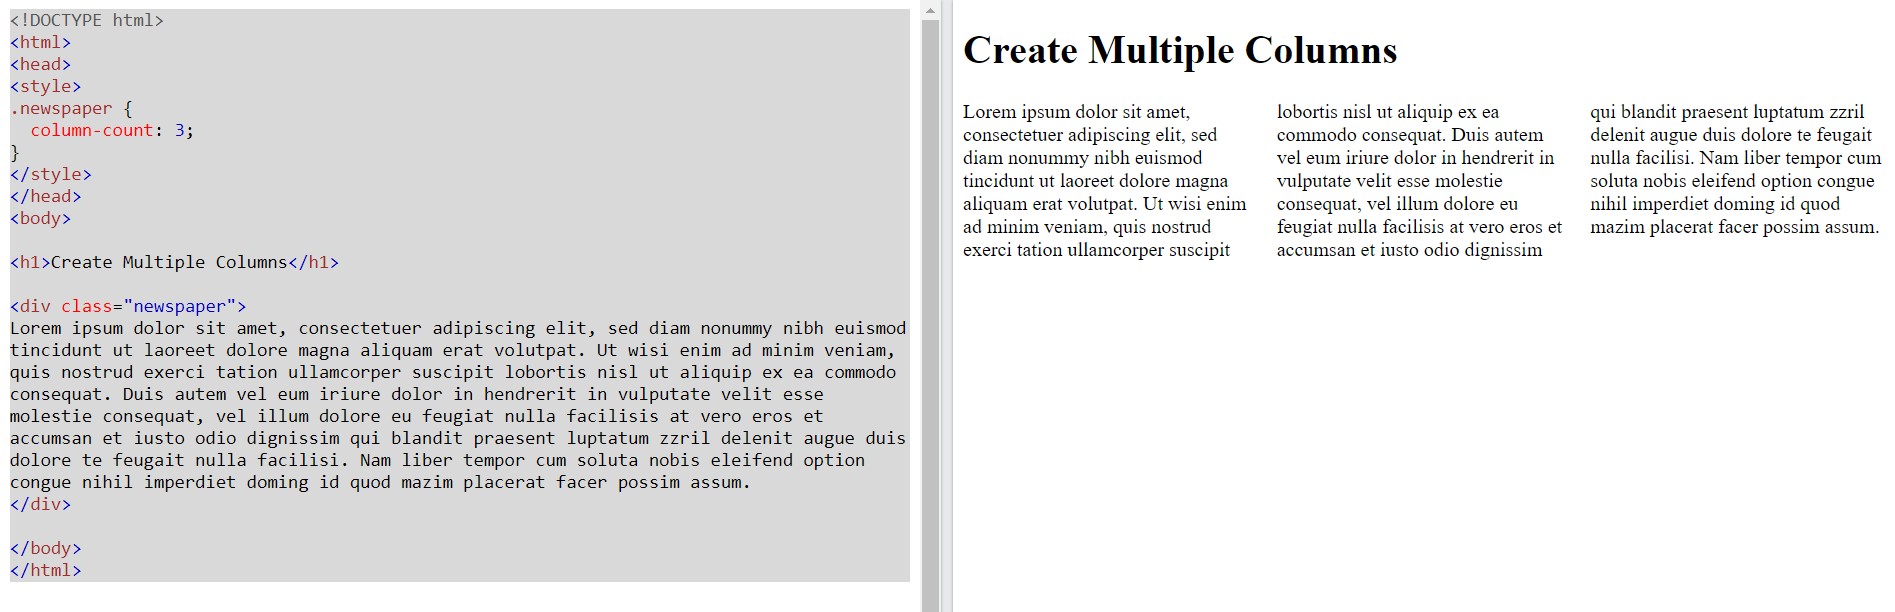 <!DOCTYPE html>
<html>
<head>
<style>
.newspaper {
  column-count: 3;
}
</style>
</head>
<body>

<h1>Create Multiple Columns</h1>

<div class="newspaper">
Lorem ipsum dolor sit amet, consectetuer adipiscing elit, sed diam nonummy nibh euismod
tincidunt ut laoreet dolore magna aliquam erat volutpat. Ut wisi enim ad minim veniam,
quis nostrud exerci tation ullamcorper suscipit lobortis nisl ut aliquip ex ea commodo
consequat. Duis autem vel eum iriure dolor in hendrerit in vulputate velit esse
molestie consequat, vel illum dolore eu feugiat nulla facilisis at vero eros et
accumsan et iusto odio dignissim qui blandit praesent luptatum zzril delenit augue duis
dolore te feugait nulla facilisi. Nam liber tempor cum soluta nobis eleifend option
congue nihil imperdiet doming id quod mazim placerat facer possim assum.
</div>

</body>
</html>
Create Multiple Columns
Lorem ipsum dolor sit amet,
consectetuer adipiscing elit, sed
diam nonummy nibh euismod
tincidunt ut laoreet dolore magna
aliquam erat volutpat. Ut wisi enim
ad minim veniam, quis nostrud
exerci tation ullamcorper suscipit
lobortis nisl ut aliquip ex ea
commodo consequat. Duis autem
vel eum iriure dolor in hendrerit in
vulputate velit esse molestie
consequat, vel illum dolore eu
feugiat nulla facilisis at vero eros et
accumsan et iusto odio dignissim
qui blandit praesent luptatum zzril
delenit augue duis dolore te feugait
nulla facilisi. Nam liber tempor cum
soluta nobis eleifend option congue
nihil imperdiet doming id quod
mazim placerat facer possim assum.